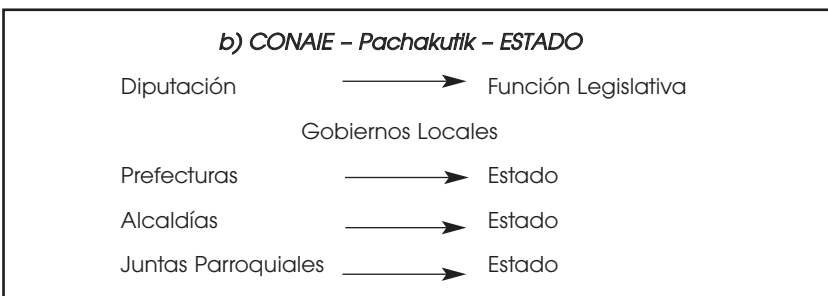 b) CONAIE – Pachakutik – ESTADO
Diputación Función Legislativa
Gobiernos Locales
Prefecturas Estado
Alcaldías Estado
Juntas Parroquiales Estado